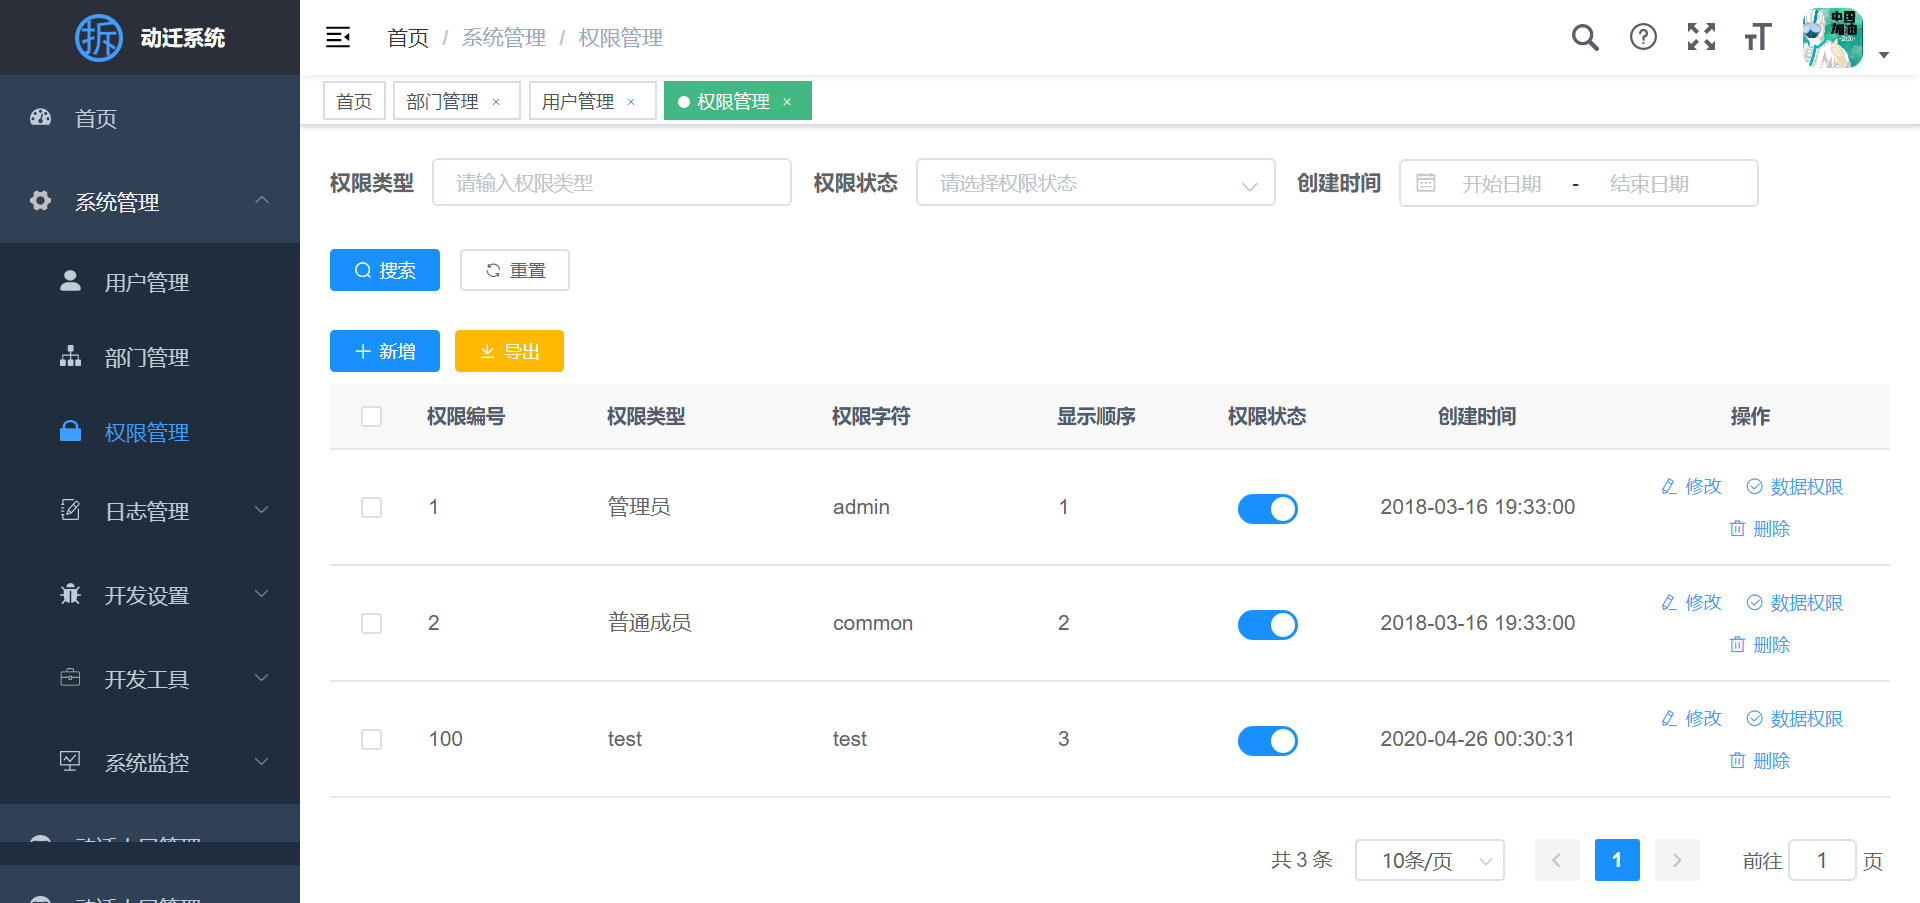 拆 动迁系统
首页 / 系统管理 / 权限管理
中国
加油
首页
部门管理 ×
用户管理 ×
权限管理 ×
首页
系统管理
用户管理
部门管理
权限管理
日志管理
开发设置
开发工具
系统监控
权限类型 请输入权限类型 权限状态 请选择权限状态 创建时间 开始日期 - 结束日期
搜索 重置
新增 导出
权限编号 权限类型 权限字符 显示顺序 权限状态 创建时间 操作
1 管理员 admin 1 2018-03-16 19:33:00 修改 数据权限
删除
2 普通成员 common 2 2018-03-16 19:33:00 修改 数据权限
删除
100 test test 3 2020-04-26 00:30:31 修改 数据权限
删除
共 3 条 10条/页 1 前往 1 页